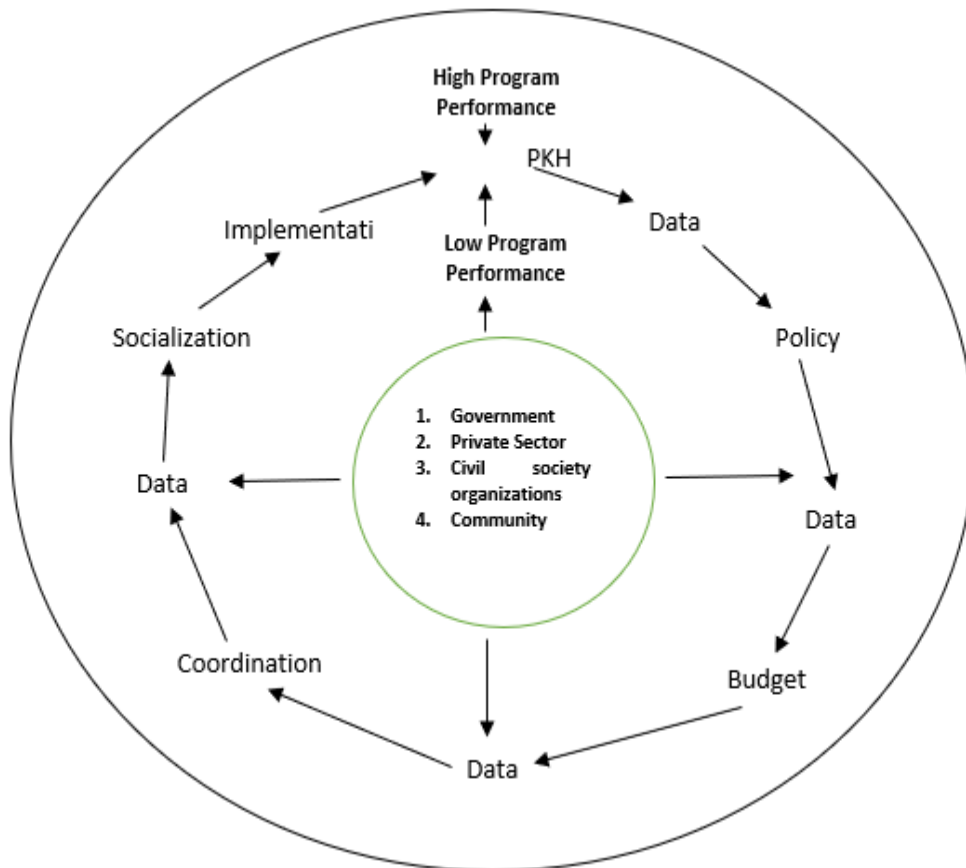 High Program
Performance
PKH
Data
Implementati
Low Program
Performance
Socialization
Policy
1. Government
2. Private Sector
3. Civil society
organizations
4. Community
Data
Data
Coordination
Budget
Data